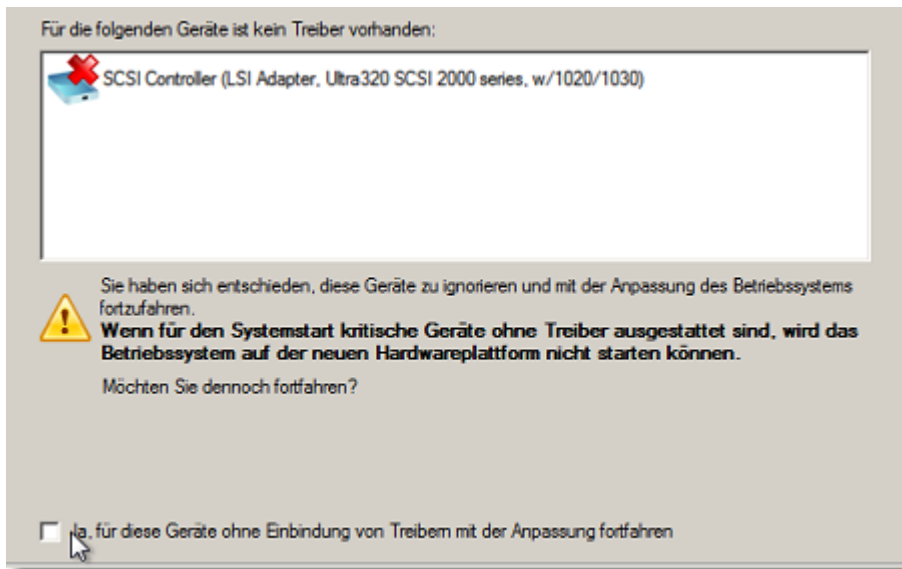 Für die folgenden Geräte ist kein Treiber vorhanden:
SCSI Controller (LSI Adapter, Ultra320 SCSI 2000 series, w/1020/1030)
Sie haben sich entschieden, diese Geräte zu ignorieren und mit der Anpassung des Betriebssystems
fortzufahren.
Wenn für den Systemstart kritische Geräte ohne Treiber ausgestattet sind, wird das
Betriebssystem auf der neuen Hardwareplattform nicht starten können.
Möchten Sie dennoch fortfahren?
Ja, für diese Geräte ohne Einbindung von Treibern mit der Anpassung fortfahren